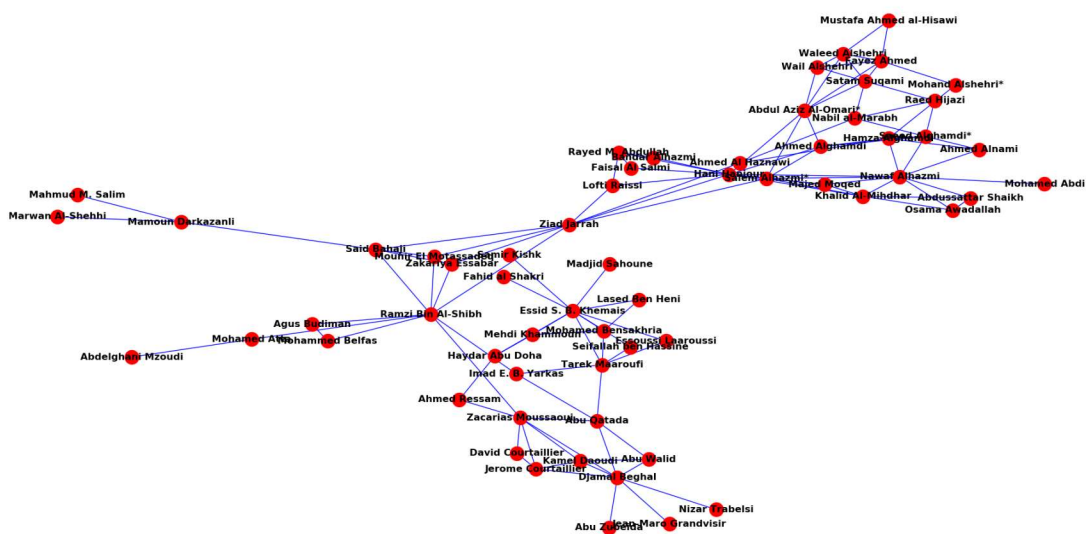 Mustafa Ahmed al-Hisawi
Waleed Alshehri
Fayez Ahmed
Wail Alshehri
Satam Suqami
Mohand Alshehri*
Raed Hijazi
Abdul Aziz Al-Omari*
Nabil al-Marabh
Hamza Alghamdi
Saeed Alghamdi*
Ahmed Alghamdi
Ahmed Alnami
Rayed M. Abdullah
Bandar Alhazmi
Faisal Al Salmi
Ahmed Al Haznawi
Hani Hanjour
Salem Alhazmi*
Majed Moqed
Nawaf Alhazmi
Mohamed Abdi
Lofti Raissi
Khalid Al-Mihdhar
Abdussattar Shaikh
Osama Awadallah
Mahmud M. Salim
Marwan Al-Shehhi
Mamoun Darkazanli
Ziad Jarrah
Said Bahaji
Mounir El Motassadeq
Zakariya Essabar
Samir Kishk
Fahid al Shakri
Madjid Sahoune
Lased Ben Heni
Essid S. B. Khemais
Ramzi Bin Al-Shibh
Agus Budiman
Mohamed Atta
Mohammed Belfas
Mehdi Khammoun
Mohamed Bensakhria
Essoussi Laaroussi
Seifallah Ben Hassine
Abdelghani Mzoudi
Haydar Abu Doha
Tarek Maaroufi
Imad E. B. Yarkas
Ahmed Ressam
Zacarias Moussaoui
Abu Qatada
David Courtaillier
Kamel Daoudi
Abu Walid
Jerome Courtaillier
Djamal Beghal
Nizar Trabelsi
Abu Zubeida
Jean-Marc Grandvisir